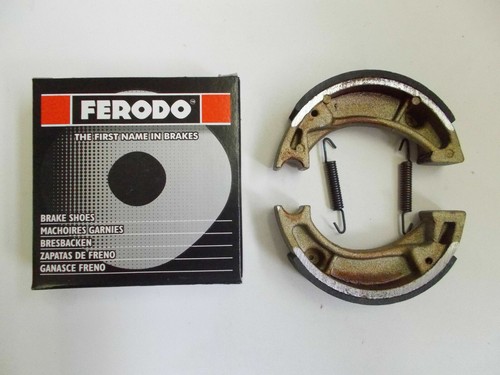 FERODO
THE FIRST NAME IN BRAKES
BRAKE SHOES
MACHOIRES GARNIES
BRESBACKEN
ZAPATAS DE FRENO
GANASCE FRENO